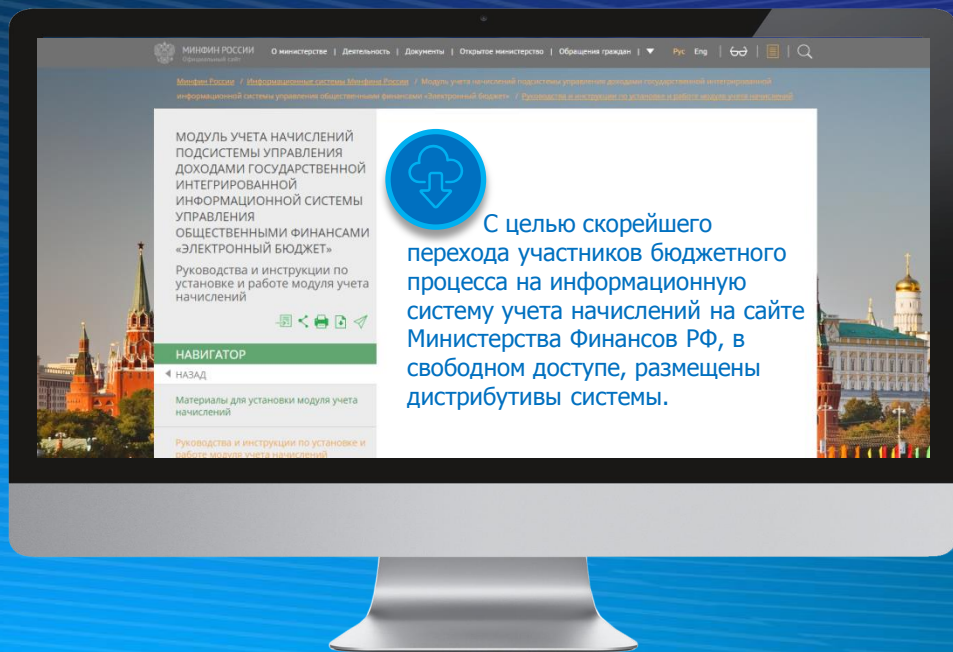 МИНФИН РОССИИ
Официальный сайт
О министерстве | Деятельность | Документы | Открытое министерство | Обращения граждан | ▼ Рус Eng
Минфин России / Информационные системы Минфина России / Модуль учета начислений подсистемы управления доходами государственной интегрированной
информационной системы управления общественными финансами «Электронный бюджет» / Руководства и инструкции по установке и работе модуля учета начислений
МОДУЛЬ УЧЕТА НАЧИСЛЕНИЙ
ПОДСИСТЕМЫ УПРАВЛЕНИЯ
ДОХОДАМИ ГОСУДАРСТВЕННОЙ
ИНТЕГРИРОВАННОЙ
ИНФОРМАЦИОННОЙ СИСТЕМЫ
УПРАВЛЕНИЯ
ОБЩЕСТВЕННЫМИ ФИНАНСАМИ
«ЭЛЕКТРОННЫЙ БЮДЖЕТ»
Руководства и инструкции по
установке и работе модуля учета
начислений
НАВИГАТОР
НАЗАД
Материалы для установки модуля учета
начислений
Руководства и инструкции по установке и
работе модуля учета начислений
С целью скорейшего
перехода участников бюджетного
процесса на информационную
систему учета начислений на сайте
Министерства Финансов РФ, в
свободном доступе, размещены
дистрибутивы системы.